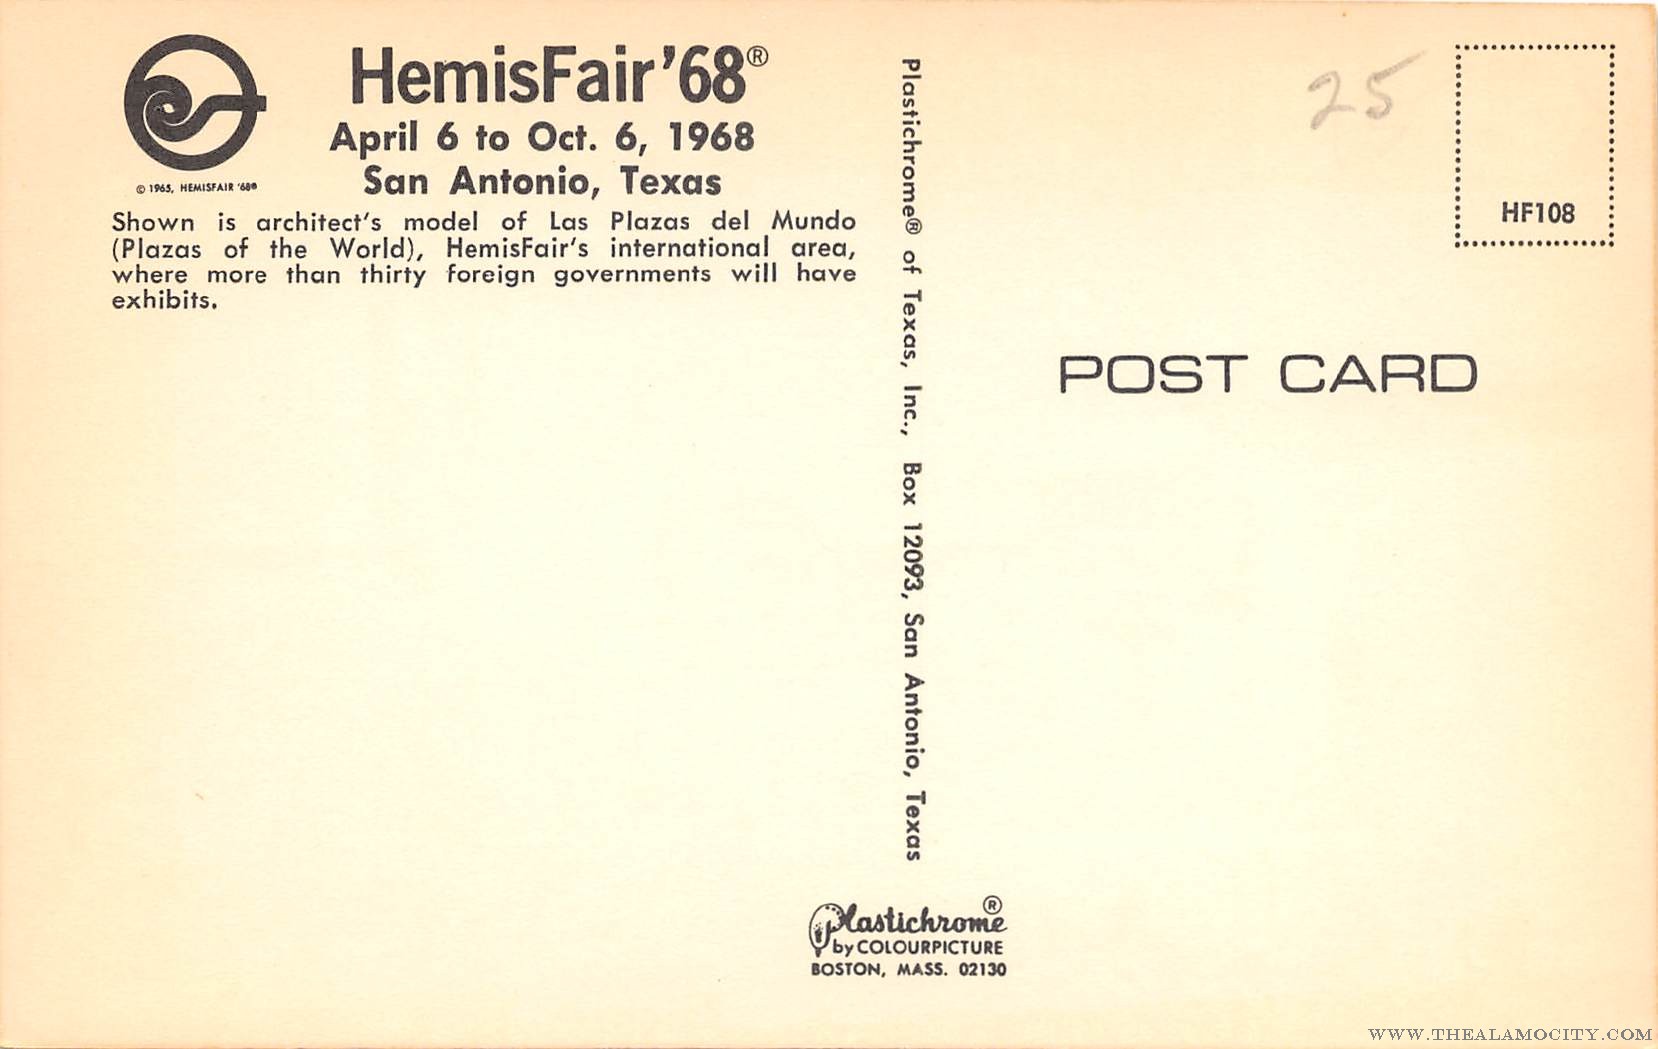 HemisFair '68®
April 6 to Oct. 6, 1968
San Antonio, Texas
© 1965, HEMISFAIR '68®
Shown is architect's model of Las Plazas del Mundo
(Plazas of the World), HemisFair's international area,
where more than thirty foreign governments will have
exhibits.
Plastichrome® of Texas, Inc., Box 12093, San Antonio, Texas
Plastichrome®
by COLOURPICTURE
BOSTON, MASS. 02130
25
HF108
POST CARD
WWW.THEALAMOCITY.COM